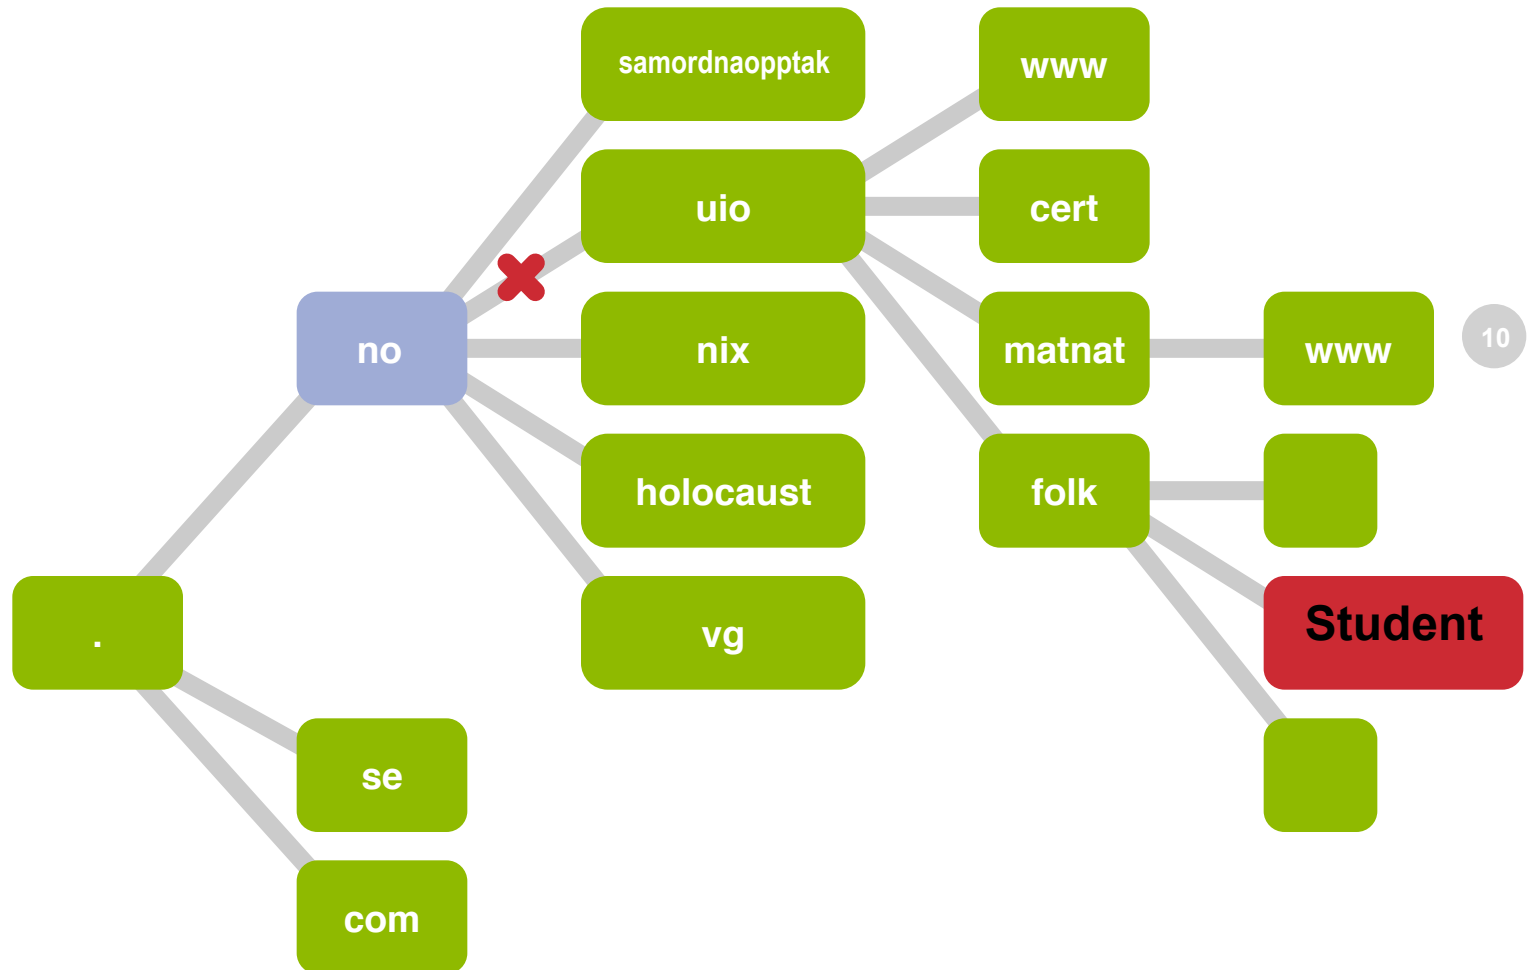 samordnaopptak
www
uio
cert
no
nix
matnat
www
10
holocaust
folk
.
vg
Student
se
com